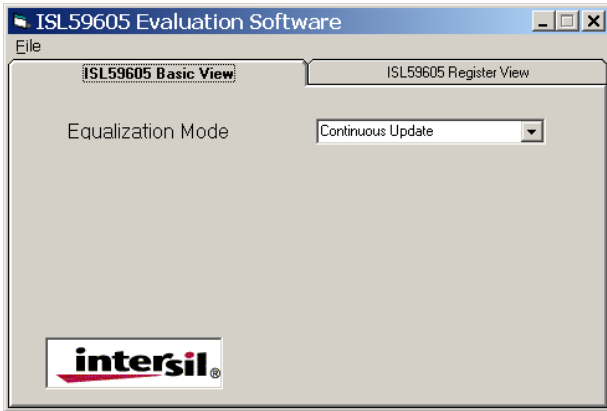 ISL59605 Evaluation Software
File
ISL59605 Basic View
ISL59605 Register View
Equalization Mode
Continuous Update
intersil®